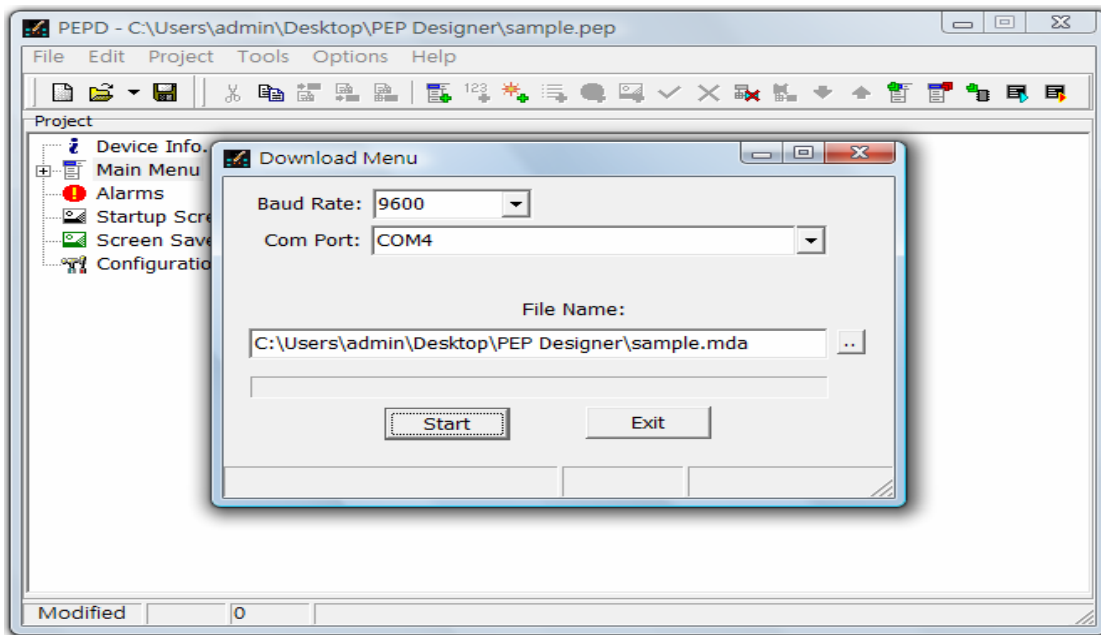 PEPD - C:\Users\admin\Desktop\PEP Designer\sample.pep
File Edit Project Tools Options Help
123
Project
Device Info.
Main Menu
Alarms
Startup Scre
Screen Save
Configuratio
Download Menu
Baud Rate: 9600
Com Port: COM4
File Name:
C:\Users\admin\Desktop\PEP Designer\sample.mda
..
Start Exit
Modified 0